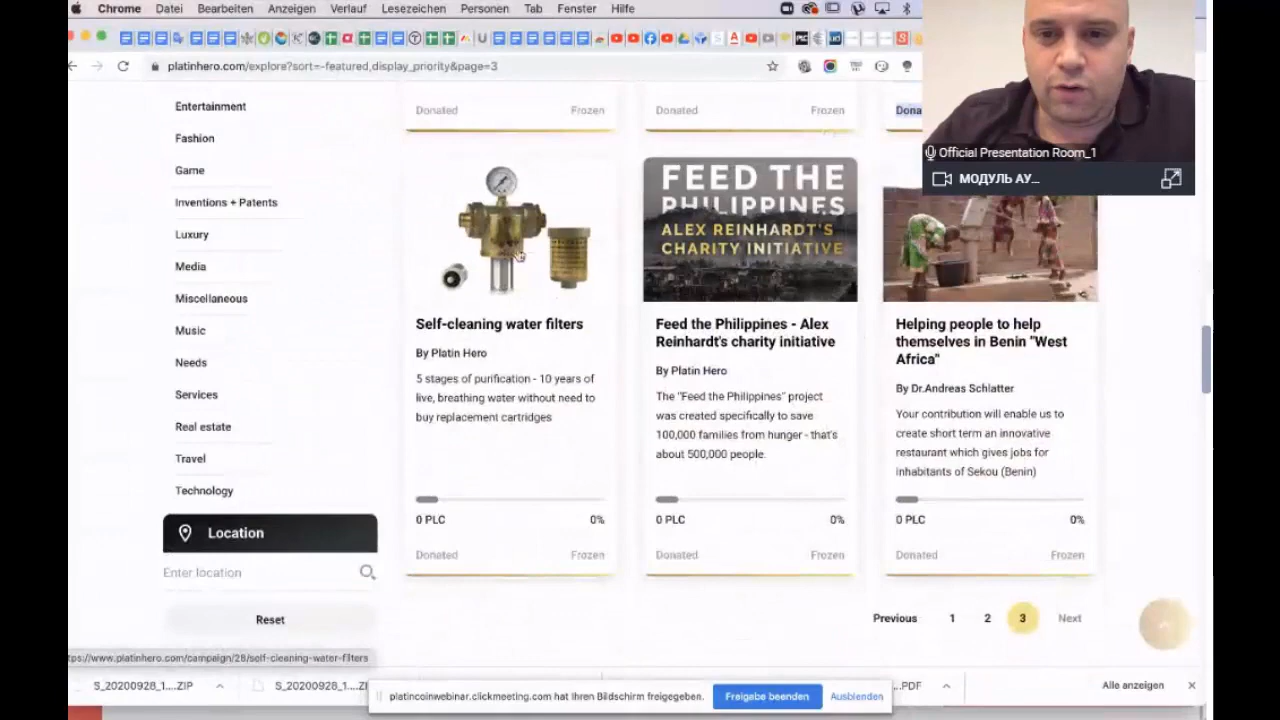 Chrome Datei Bearbeiten Anzeigen Verlauf Lesezeichen Personen Tab Fenster Hilfe
platinhero.com/explore?sort=-featured,display_priority&page=3
Official Presentation Room_1
МОДУЛЬ АУ...
Entertainment
Fashion
Game
Inventions + Patents
Luxury
Media
Miscellaneous
Music
Needs
Services
Real estate
Travel
Technology
Location
Enter location
Reset
Donated Frozen
Donated Frozen
Dona
Self-cleaning water filters
By Platin Hero
5 stages of purification - 10 years of
live, breathing water without need to
buy replacement cartridges
0 PLC 0%
Donated Frozen
FEED THE
PHILIPPINES
ALEX REINHARDT'S
CHARITY INITIATIVE
Feed the Philippines - Alex
Reinhardt's charity initiative
By Platin Hero
The "Feed the Philippines" project
was created specifically to save
100,000 families from hunger - that's
about 500,000 people.
0 PLC 0%
Donated Frozen
Helping people to help
themselves in Benin "West
Africa"
By Dr.Andreas Schlatter
Your contribution will enable us to
create short term an innovative
restaurant which gives jobs for
inhabitants of Sekou (Benin)
0 PLC 0%
Donated Frozen
Previous 1 2 3 Next
tps://www.platinhero.com/campaign/28/self-cleaning-water-filters
S_20200928_1....ZIP
S_20200928_1....ZI
platincoinwebinar.clickmeeting.com hat Ihren Bildschirm freigegeben.
Freigabe beenden
Ausblenden
...PDF
Alle anzeigen